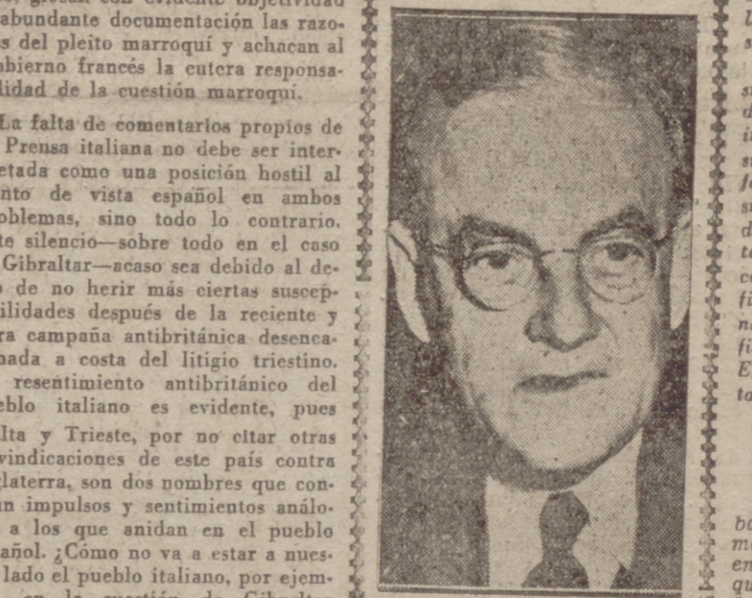 abundante documentación las razo-
s del pleito marroquí y achacan al
bierno francés la entera responsa-
lidad de la cuestión marroquí.
La falta de comentarios propios de
Prensa italiana no debe ser inter-
etada como una posición hostil al
nto de vista español en ambos
oblemas, sino todo lo contrario.
te silencio—sobre todo en el caso
Gibraltar—acaso sea debido al de-
o de no herir más ciertas suscep-
ilidades después de la reciente y
ra campaña antibritánica desenca-
nada a costa del litigio triestino.
resentimiento antibritánico del
eblo italiano es evidente, pues
lta y Trieste, por no citar otras
vindicaciones de este país contra
glaterra, son dos nombres que con-
an impulsos y sentimientos análo-
a los que anidan en el pueblo
añol. ¿Cómo no va a estar a nues-
lado el pueblo italiano, por ejem-